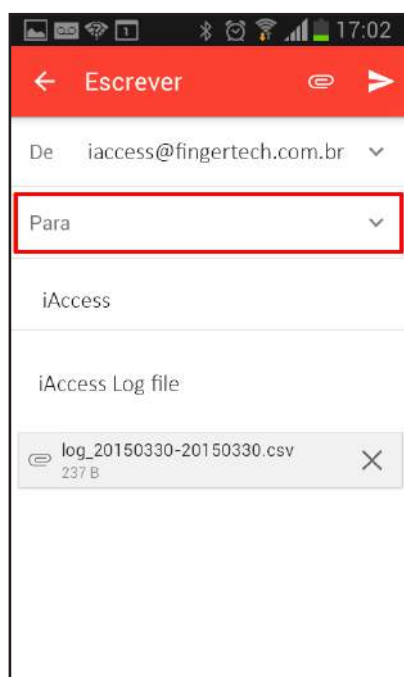 17:02
Escrever
De iaccess@fingertech.com.br
Para
iAccess
iAccess Log file
log_20150330-20150330.csv
237 B